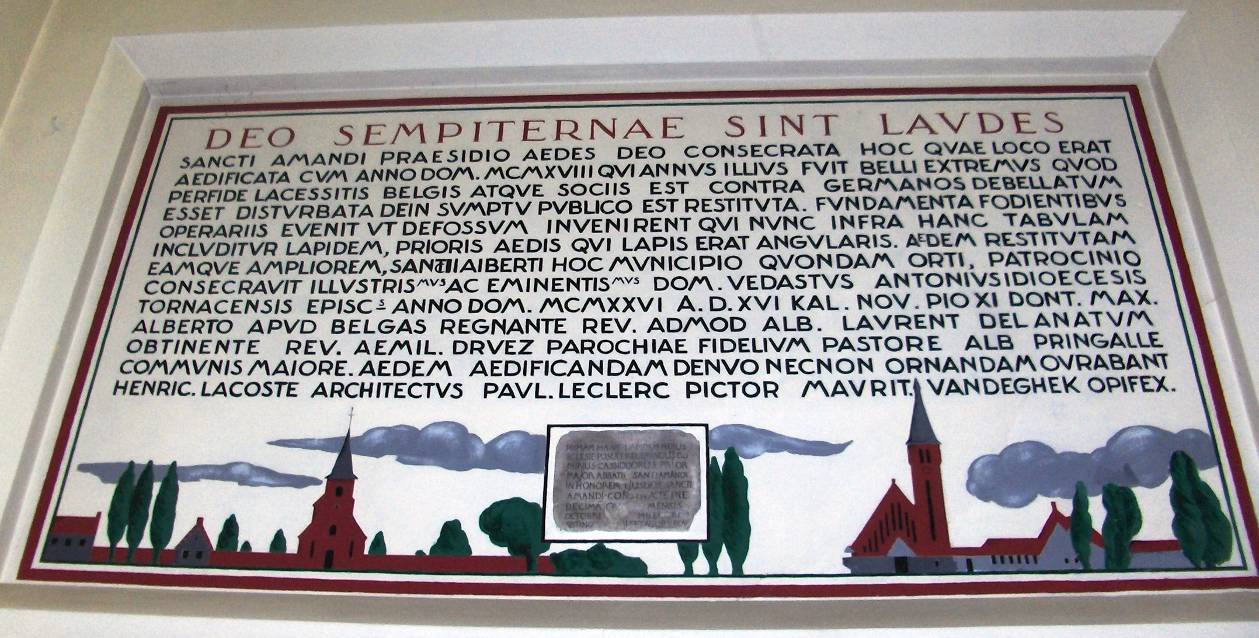 DEO SEMPITERNAE SINT LAVDES
SANCTI AMANDI PRAESIDIO AEDES DEO CONSECRATA HOC QVAE LOCO ERAT
AEDIFICATA CVM ANNO DOM. MCMXVIII QVI ANNVS ILLIVS FVIT BELLI EXTREMVS QVOD
PERFIDE LACESSITIS BELGIS ATQVE SOCIIS EST CONTRA GERMANOS DEBELLATVM
ESSET DISTVRBATA DEIN SVMPTV PVBLICO EST RESTITVTA. FVNDAMENTA FODIENTIBVS
OPERARIIS EVENIT VT DEFOSSVM INVENIRENT QVI NVNC INFRA HANC TABVLAM
INCLVDITVR LAPIDEM, PRIORIS AEDIS QVI LAPIS ERAT ANGVLARIS. AEDEM RESTITVTAM
EAMQVE AMPLIOREM, SANCTI AIBERTI HOC MVNICIPIO QVONDAM ORTI, PATROCINIO
CONSECRAVIT ILLVSTRISMVS AC EMINENTISMVS DOM. VEDASTVS ANTONIVS IDIOECESIS
TORNACENSIS EPISCS ANNO DOM. MCMXXVI A.D. XVI KAL. NOV. PIO XI DONT. MAX.
ALBERTO APVD BELGAS REGNANTE REV. ADMOD ALB. LAVRENT DELANATVM
OBTINENTE REV. AEMIL. DRVEZ PAROCHIAE FIDELIVM PASTORE ALB PRINGALLE
COMMVNIS MAIORE. AEDEM AEDIFICANDAM DENVO NECNON ORNANDAM OVRABANT
HENRIC. LACOSTE ARCHITECTVS PAVL. LECLERC PICTOR MAVRIT. VANDEGHEK OPIFEX.